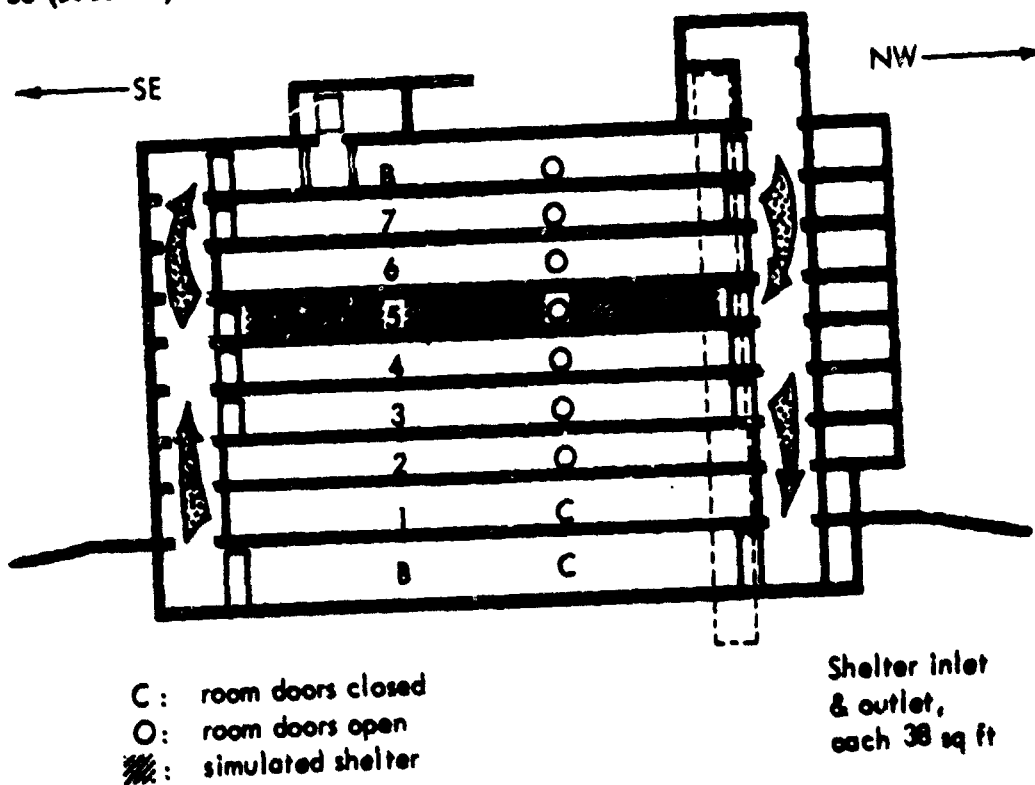 SE
NW
8 O
7 O
6 O
5 O
4 O
3 O
2 O
1 C
B C
C: room doors closed
O: room doors open
: simulated shelter
Shelter inlet
& outlet,
each 38 sq ft